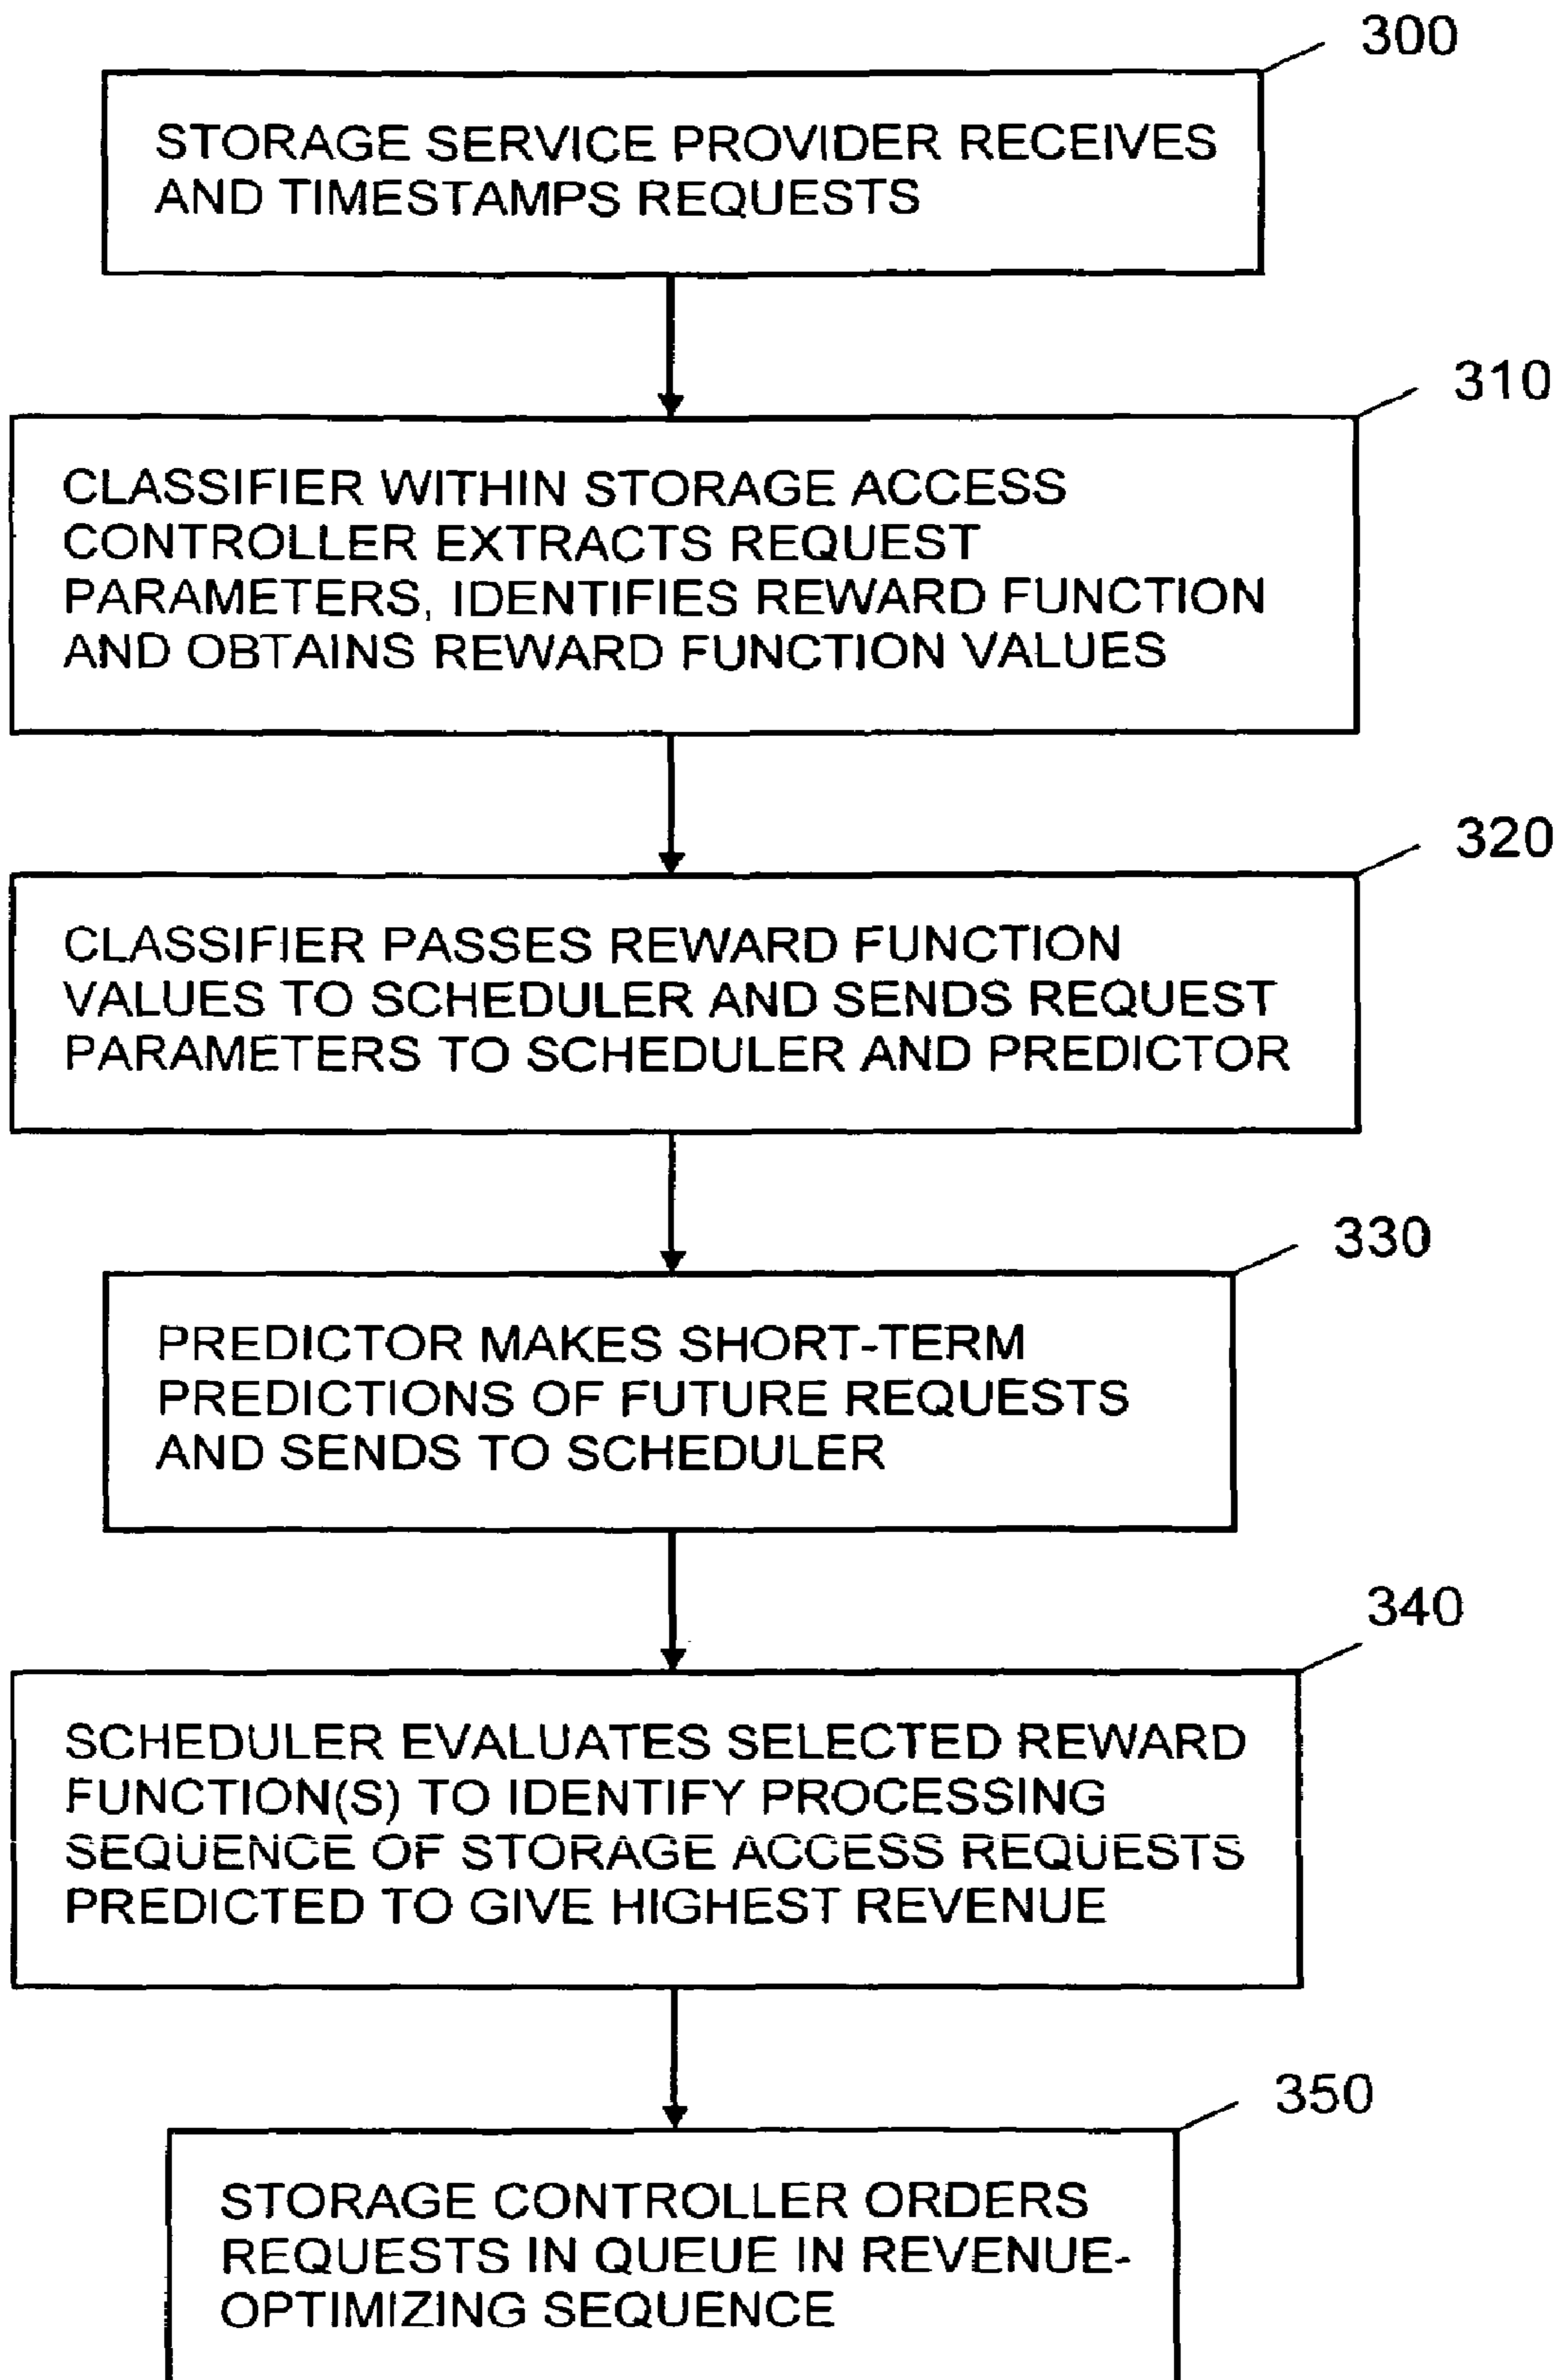 300
STORAGE SERVICE PROVIDER RECEIVES
AND TIMESTAMPS REQUESTS
310
CLASSIFIER WITHIN STORAGE ACCESS
CONTROLLER EXTRACTS REQUEST
PARAMETERS, IDENTIFIES REWARD FUNCTION
AND OBTAINS REWARD FUNCTION VALUES
320
CLASSIFIER PASSES REWARD FUNCTION
VALUES TO SCHEDULER AND SENDS REQUEST
PARAMETERS TO SCHEDULER AND PREDICTOR
330
PREDICTOR MAKES SHORT-TERM
PREDICTIONS OF FUTURE REQUESTS
AND SENDS TO SCHEDULER
340
SCHEDULER EVALUATES SELECTED REWARD
FUNCTION(S) TO IDENTIFY PROCESSING
SEQUENCE OF STORAGE ACCESS REQUESTS
PREDICTED TO GIVE HIGHEST REVENUE
350
STORAGE CONTROLLER ORDERS
REQUESTS IN QUEUE IN REVENUE-
OPTIMIZING SEQUENCE